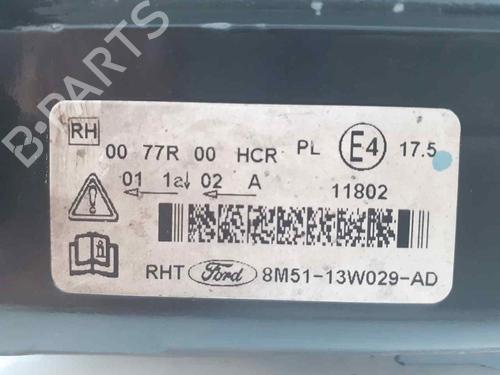 B-PARTS
RH
00 77R 00 HCR PL E4 17.5
01 1a↓ 02 A
11802
RHT Ford 8M51-13W029-AD